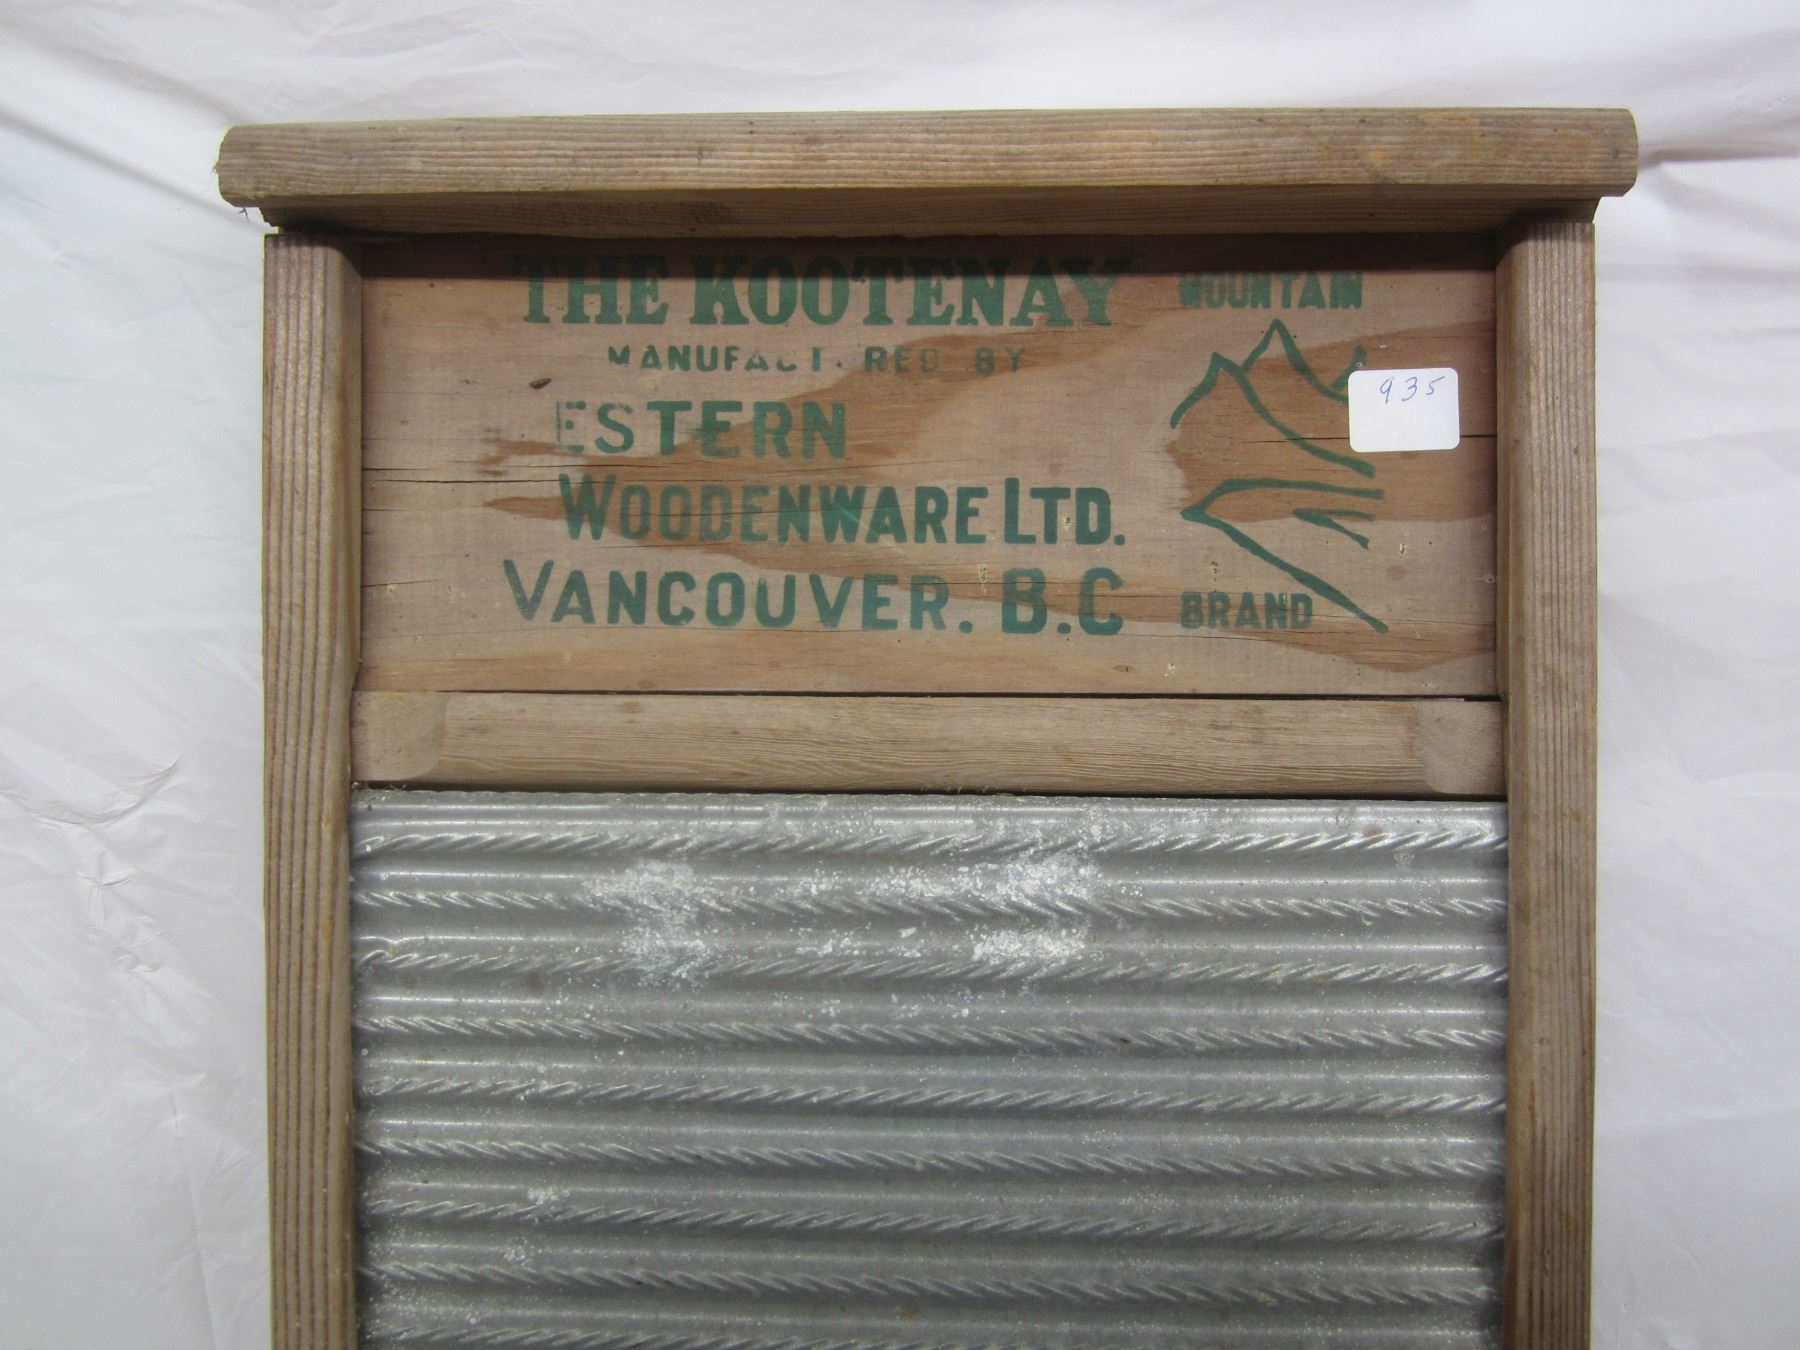 THE KOOTENAY
MANUFACT RED BY
ESTERN
WOODENWARE LTD.
VANCOUVER. B.C
MOUNTAIN
935
BRAND